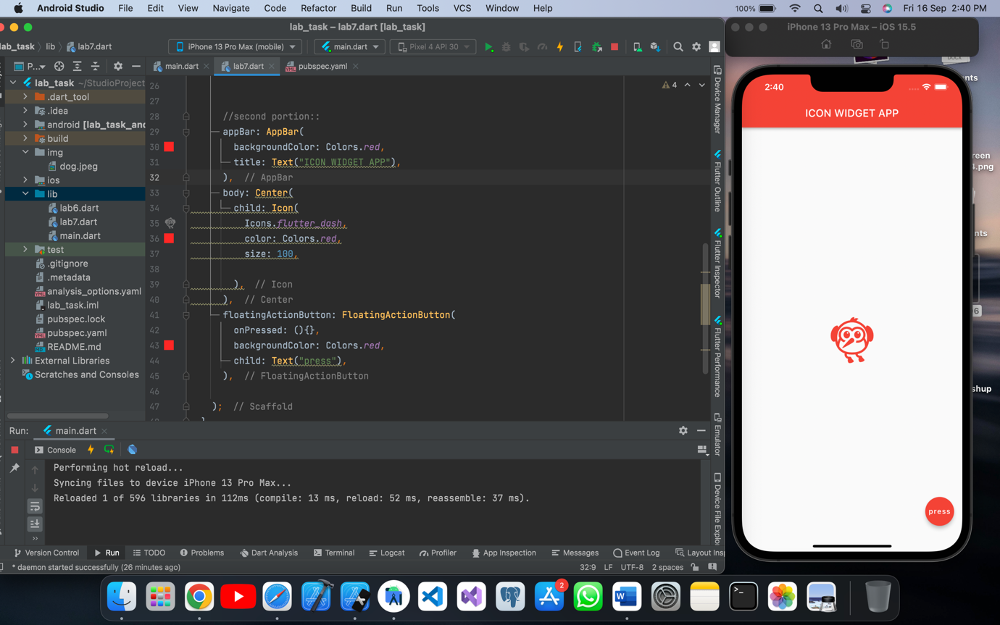 Android Studio File Edit View Navigate Code Refactor Build Run Tools VCS Window Help 100% Fri 16 Sep 2:40 PM
lab_task – lab7.dart [lab_task]
lab_task lib lab7.dart iPhone 13 Pro Max (mobile) main.dart Pixel 4 API 30
P... main.dart lab7.dart pubspec.yaml
lab_task ~/StudioProject
.dart_tool
.idea
android [lab_task_and
build
img
dog.jpeg
ios
lib
lab6.dart
lab7.dart
main.dart
test
.gitignore
.metadata
analysis_options.yaml
lab_task.iml
pubspec.lock
pubspec.yaml
README.md
External Libraries
Scratches and Consoles
4
26
27
28 //second portion::
29 appBar: AppBar(
30 backgroundColor: Colors.red,
31 title: Text("ICON WIDGET APP"),
32 ), // AppBar
33 body: Center(
34 child: Icon(
35 Icons.flutter_dash,
36 color: Colors.red,
37 size: 100,
38
39 ), // Icon
40 ), // Center
41 floatingActionButton: FloatingActionButton(
42 onPressed: (){},
43 backgroundColor: Colors.red,
44 child: Text("press"),
45 ), // FloatingActionButton
46
47 ); // Scaffold
Device Manager
Flutter Outline
Flutter Inspector
Flutter Performance
Emulator
Device File Explo
Run: main.dart
Console
Performing hot reload...
Syncing files to device iPhone 13 Pro Max...
Reloaded 1 of 596 libraries in 112ms (compile: 13 ms, reload: 52 ms, reassemble: 37 ms).
Version Control Run TODO Problems Dart Analysis Terminal Logcat Profiler App Inspection Messages Event Log Layout Ins
* daemon started successfully (26 minutes ago) 32:9 LF UTF-8 2 spaces
iPhone 13 Pro Max – iOS 15.5
2:40
ICON WIDGET APP
press
DOCX
nts
reen
4.png
nts
6
shup
2
W
>_